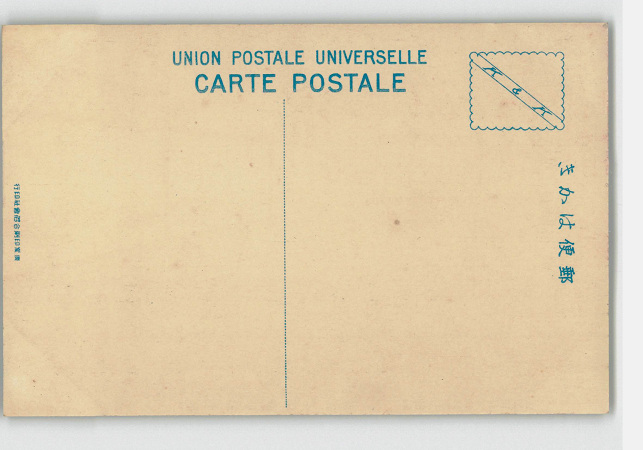 UNION POSTALE UNIVERSELLE
CARTE POSTALE
K & K
郵便はかき